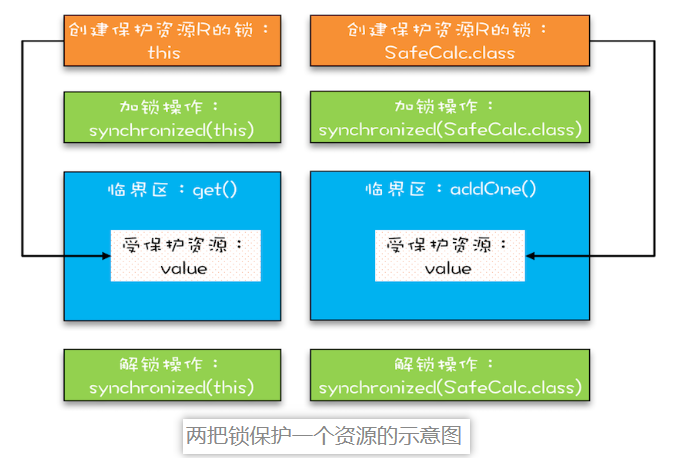 创建保护资源R的锁：
this
创建保护资源R的锁：
SafeCalc.class
加锁操作：
synchronized(this)
加锁操作：
synchronized(SafeCalc.class)
临界区：get()
受保护资源：
value
临界区：addOne()
受保护资源：
value
解锁操作：
synchronized(this)
解锁操作：
synchronized(SafeCalc.class)
两把锁保护一个资源的示意图